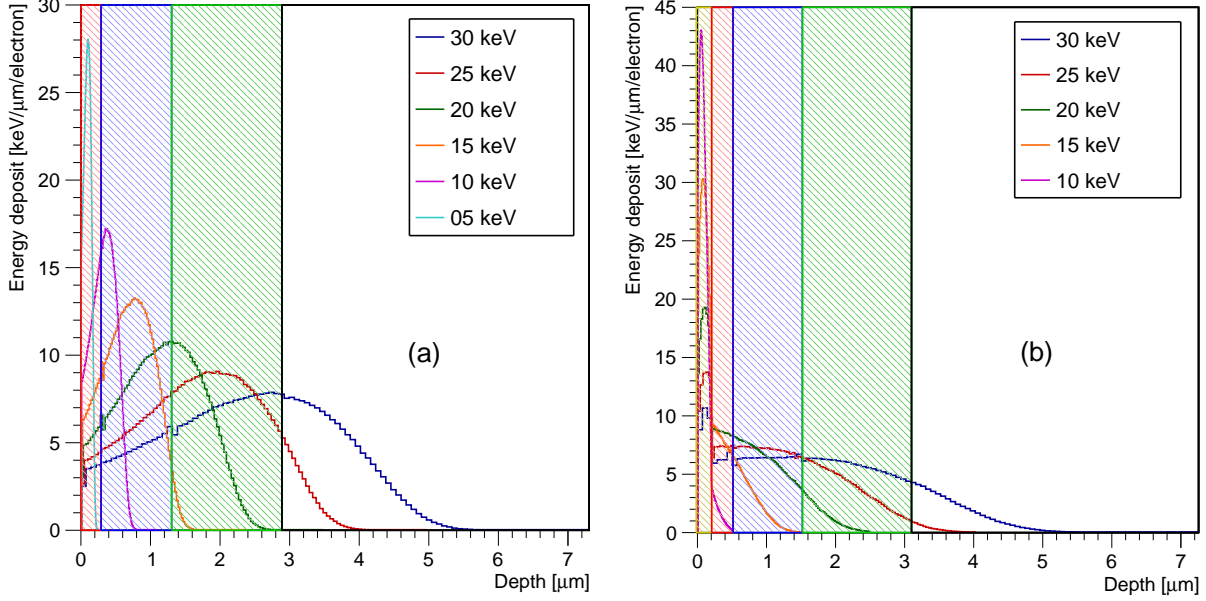 Energy deposit [keV/μm/electron]
30
25
20
15
10
5
0
0 1 2 3 4 5 6 7
Depth [μm]
30 keV
25 keV
20 keV
15 keV
10 keV
05 keV
(a)
Energy deposit [keV/μm/electron]
45
40
35
30
25
20
15
10
5
0
0 1 2 3 4 5 6 7
Depth [μm]
30 keV
25 keV
20 keV
15 keV
10 keV
(b)